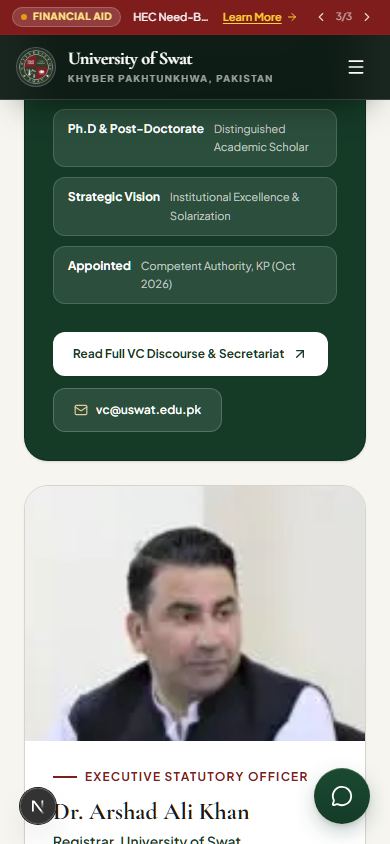 FINANCIAL AID HEC Need-B... Learn More → 3/3
University of Swat
KHYBER PAKHTUNKHWA, PAKISTAN
Ph.D & Post-Doctorate Distinguished
Academic Scholar
Strategic Vision Institutional Excellence &
Solarization
Appointed Competent Authority, KP (Oct
2026)
Read Full VC Discourse & Secretariat
vc@uswat.edu.pk
EXECUTIVE STATUTORY OFFICER
N
Dr. Arshad Ali Khan
Registrar, University of Swat